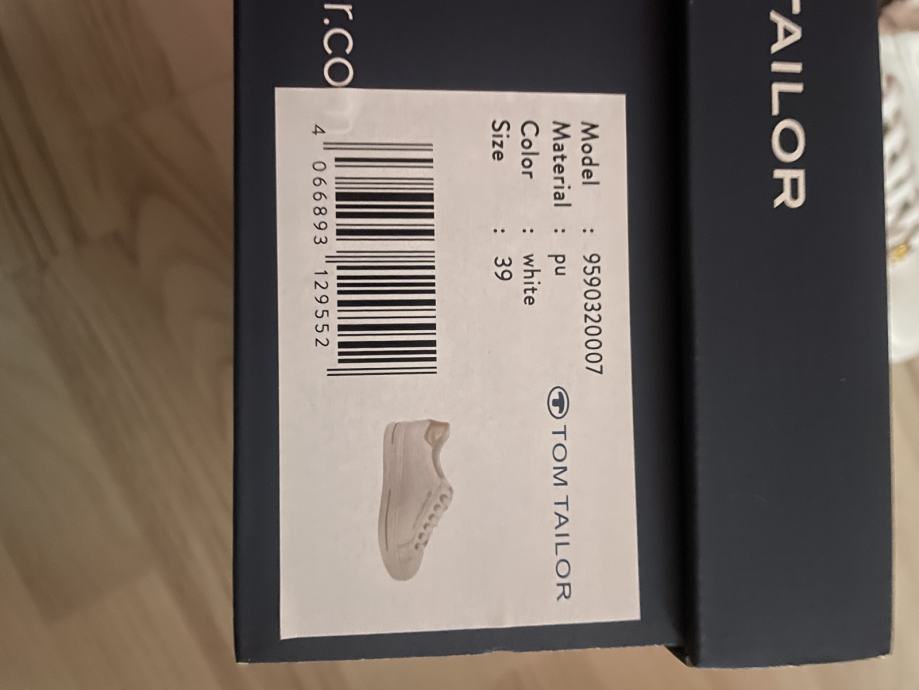 TAILOR
r.co
Model : 9590320007
Material : pu
Color : white
Size : 39
TOM TAILOR
4 066893 129552